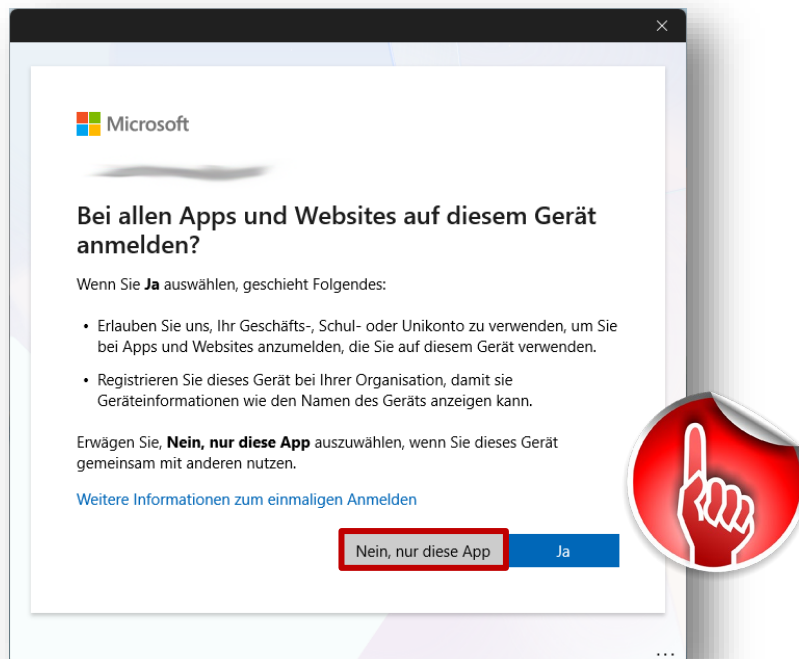 Microsoft
Bei allen Apps und Websites auf diesem Gerät
anmelden?
Wenn Sie Ja auswählen, geschieht Folgendes:
• Erlauben Sie uns, Ihr Geschäfts-, Schul- oder Unikonto zu verwenden, um Sie
bei Apps und Websites anzumelden, die Sie auf diesem Gerät verwenden.
• Registrieren Sie dieses Gerät bei Ihrer Organisation, damit sie
Geräteinformationen wie den Namen des Geräts anzeigen kann.
Erwägen Sie, Nein, nur diese App auszuwählen, wenn Sie dieses Gerät
gemeinsam mit anderen nutzen.
Weitere Informationen zum einmaligen Anmelden
Nein, nur diese App Ja